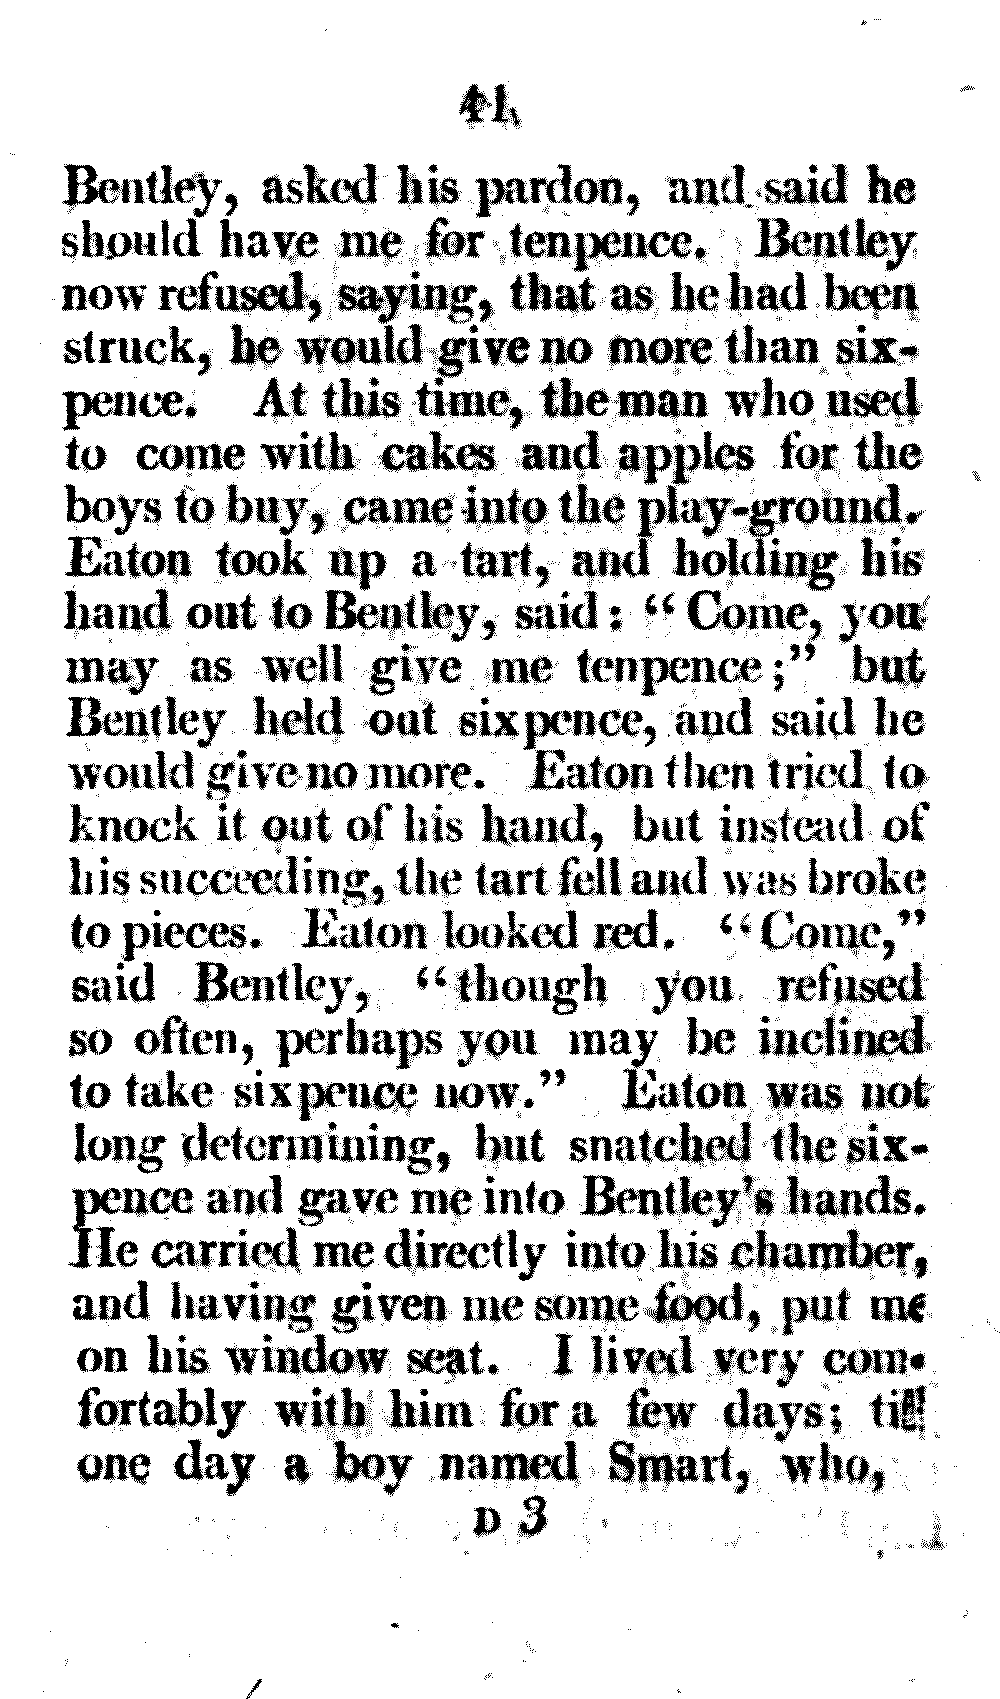 41
Bentley, asked his pardon, and said he
should have me for tenpence. Bentley
now refused, saying, that as he had been
struck, he would give no more than six-
pence. At this time, the man who used
to come with cakes and apples for the
boys to buy, came into the play-ground.
Eaton took up a tart, and holding his
hand out to Bentley, said: “Come, you
may as well give me tenpence;” but
Bentley held out sixpence, and said he
would give no more. Eaton then tried to
knock it out of his hand, but instead of
his succeeding, the tart fell and was broke
to pieces. Eaton looked red. “Come,”
said Bentley, “though you refused
so often, perhaps you may be inclined
to take sixpence now.” Eaton was not
long determining, but snatched the six-
pence and gave me into Bentley's hands.
He carried me directly into his chamber,
and having given me some food, put me
on his window seat. I lived very com-
fortably with him for a few days; till
one day a boy named Smart, who,
D 3